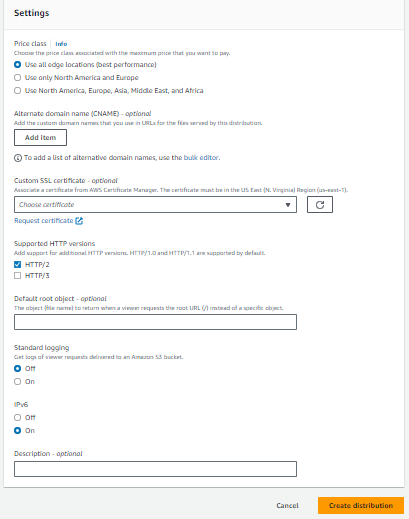 Settings
Price class | Info
Choose the price class associated with the maximum price that you want to pay.
Use all edge locations (best performance)
Use only North America and Europe
Use North America, Europe, Asia, Middle East, and Africa
Alternate domain name (CNAME) - optional
Add the custom domain names that you use in URLs for the files served by this distribution.
Add item
To add a list of alternative domain names, use the bulk editor.
Custom SSL certificate - optional
Associate a certificate from AWS Certificate Manager. The certificate must be in the US East (N. Virginia) Region (us-east-1).
Choose certificate
Request certificate
Supported HTTP versions
Add support for additional HTTP versions. HTTP/1.0 and HTTP/1.1 are supported by default.
HTTP/2
HTTP/3
Default root object - optional
The object (file name) to return when a viewer requests the root URL (/) instead of a specific object.
Standard logging
Get logs of viewer requests delivered to an Amazon S3 bucket.
Off
On
IPv6
Off
On
Description - optional
Cancel
Create distribution